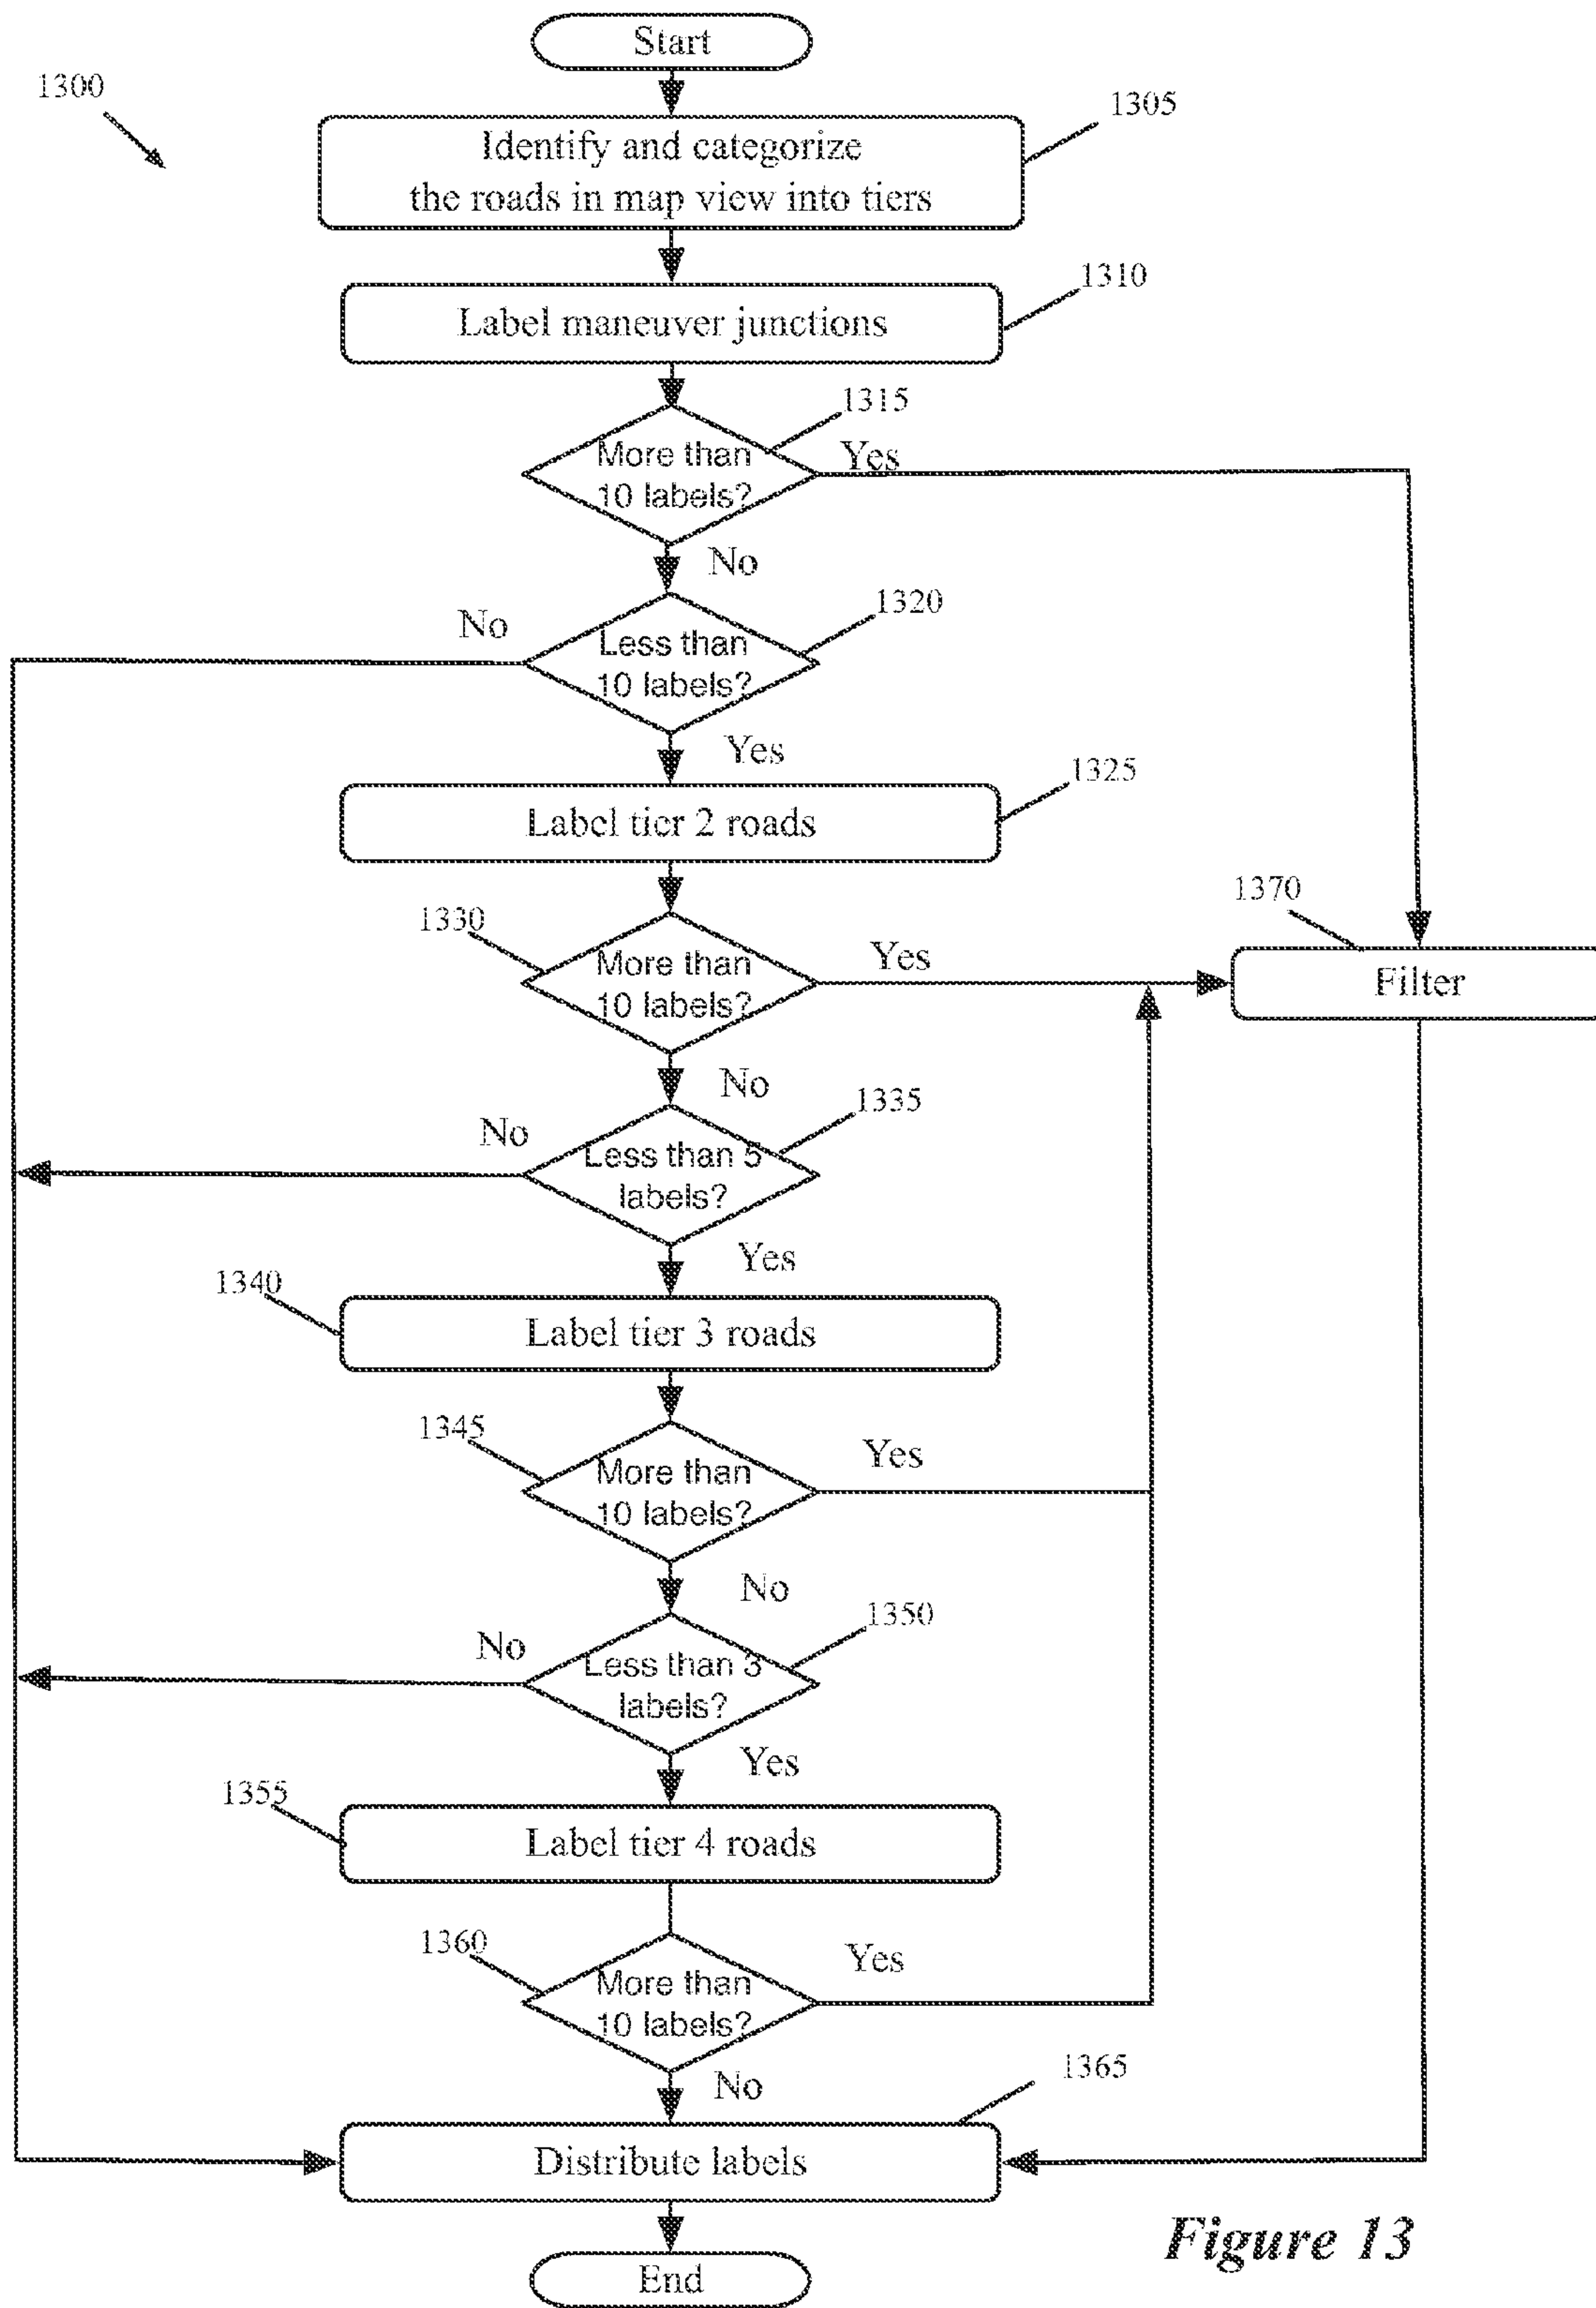 Start
1300
1305
Identify and categorize
the roads in map view into tiers
1310
Label maneuver junctions
1315
More than
10 labels?
Yes
No
1320
No
Less than
10 labels?
Yes
1325
Label tier 2 roads
1330
More than
10 labels?
Yes
1370
Filter
No
1335
No
Less than 5
labels?
Yes
1340
Label tier 3 roads
1345
More than
10 labels?
Yes
No
1350
No
Less than 3
labels?
Yes
1355
Label tier 4 roads
1360
More than
10 labels?
Yes
No
1365
Distribute labels
End
Figure 13